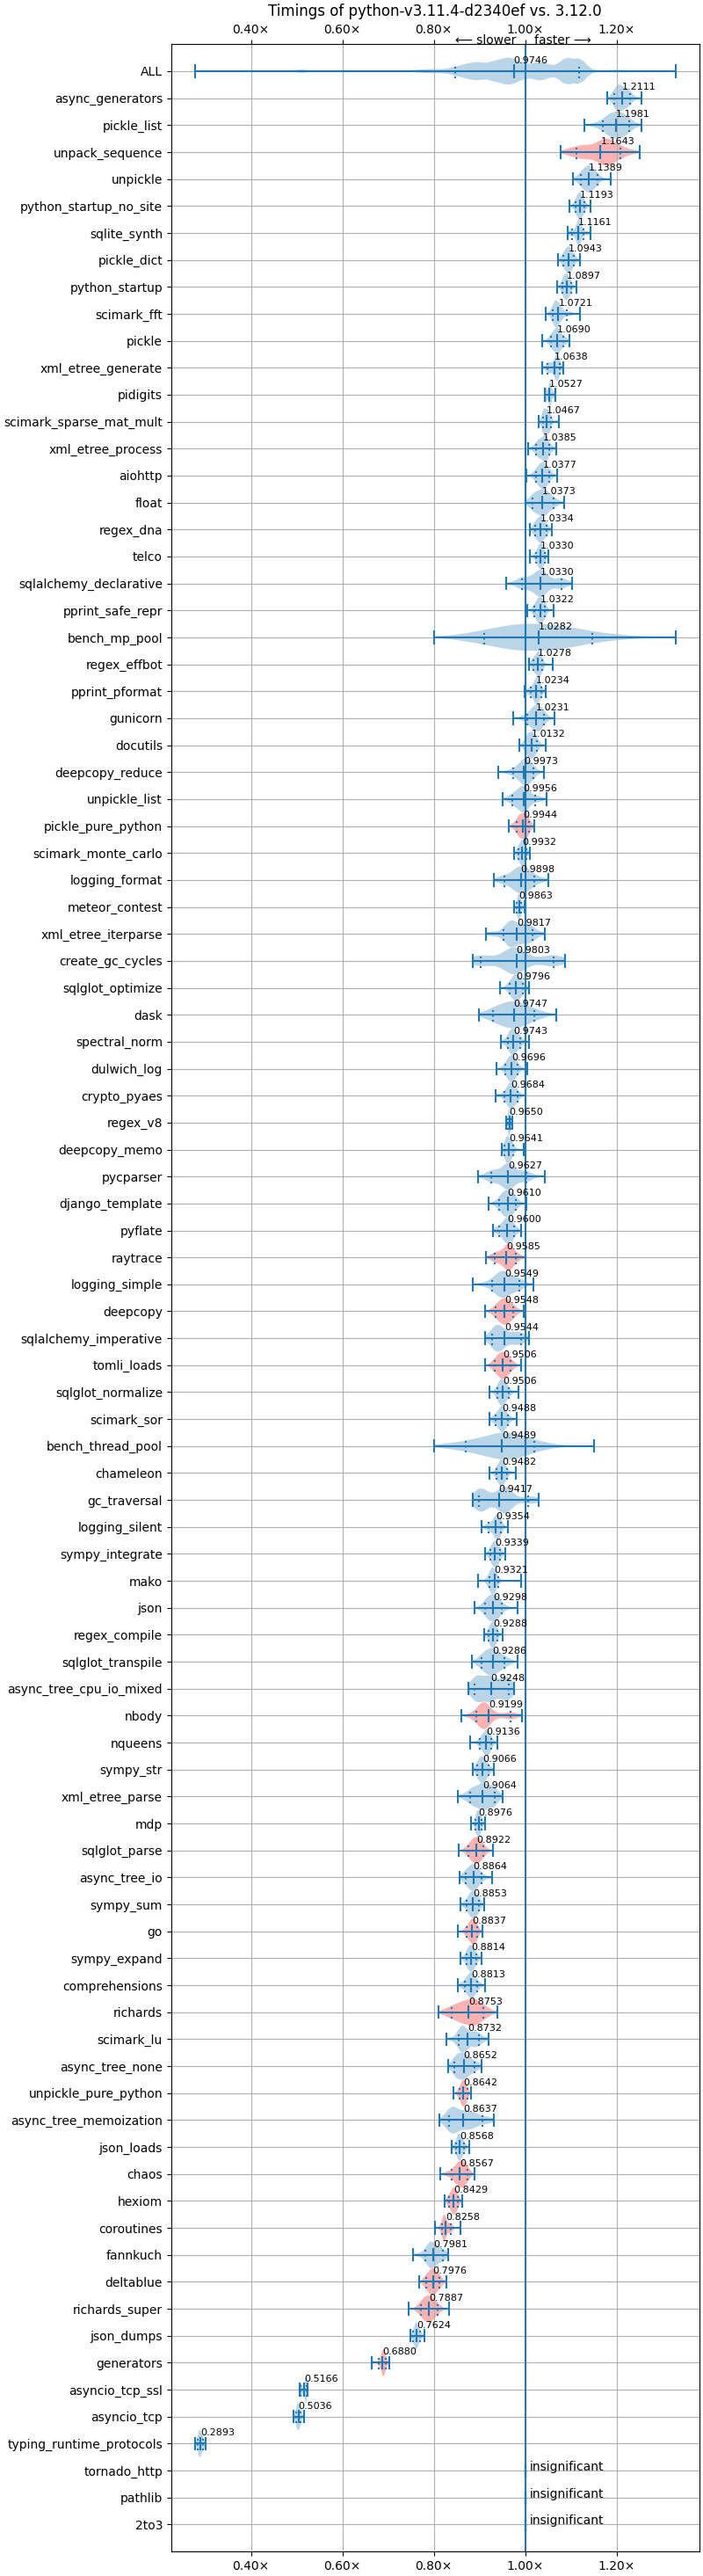 Timings of python-v3.11.4-d2340ef vs. 3.12.0
0.40× 0.60× 0.80× 1.00× 1.20×
⟵ slower faster ⟶
ALL 0.9746
async_generators 1.2111
pickle_list 1.1981
unpack_sequence 1.1643
unpickle 1.1389
python_startup_no_site 1.1193
sqlite_synth 1.1161
pickle_dict 1.0943
python_startup 1.0897
scimark_fft 1.0721
pickle 1.0690
xml_etree_generate 1.0638
pidigits 1.0527
scimark_sparse_mat_mult 1.0467
xml_etree_process 1.0385
aiohttp 1.0377
float 1.0373
regex_dna 1.0334
telco 1.0330
sqlalchemy_declarative 1.0330
pprint_safe_repr 1.0322
bench_mp_pool 1.0282
regex_effbot 1.0278
pprint_pformat 1.0234
gunicorn 1.0231
docutils 1.0132
deepcopy_reduce 0.9973
unpickle_list 0.9956
pickle_pure_python 0.9944
scimark_monte_carlo 0.9932
logging_format 0.9898
meteor_contest 0.9863
xml_etree_iterparse 0.9817
create_gc_cycles 0.9803
sqlglot_optimize 0.9796
dask 0.9747
spectral_norm 0.9743
dulwich_log 0.9696
crypto_pyaes 0.9684
regex_v8 0.9650
deepcopy_memo 0.9641
pycparser 0.9627
django_template 0.9610
pyflate 0.9600
raytrace 0.9585
logging_simple 0.9549
deepcopy 0.9548
sqlalchemy_imperative 0.9544
tomli_loads 0.9506
sqlglot_normalize 0.9506
scimark_sor 0.9488
bench_thread_pool 0.9489
chameleon 0.9482
gc_traversal 0.9417
logging_silent 0.9354
sympy_integrate 0.9339
mako 0.9321
json 0.9298
regex_compile 0.9288
sqlglot_transpile 0.9286
async_tree_cpu_io_mixed 0.9248
nbody 0.9199
nqueens 0.9136
sympy_str 0.9066
xml_etree_parse 0.9064
mdp 0.8976
sqlglot_parse 0.8922
async_tree_io 0.8864
sympy_sum 0.8853
go 0.8837
sympy_expand 0.8814
comprehensions 0.8813
richards 0.8753
scimark_lu 0.8732
async_tree_none 0.8652
unpickle_pure_python 0.8642
async_tree_memoization 0.8637
json_loads 0.8568
chaos 0.8567
hexiom 0.8429
coroutines 0.8258
fannkuch 0.7981
deltablue 0.7976
richards_super 0.7887
json_dumps 0.7624
generators 0.6880
asyncio_tcp_ssl 0.5166
asyncio_tcp 0.5036
typing_runtime_protocols 0.2893
tornado_http insignificant
pathlib insignificant
2to3 insignificant
0.40× 0.60× 0.80× 1.00× 1.20×